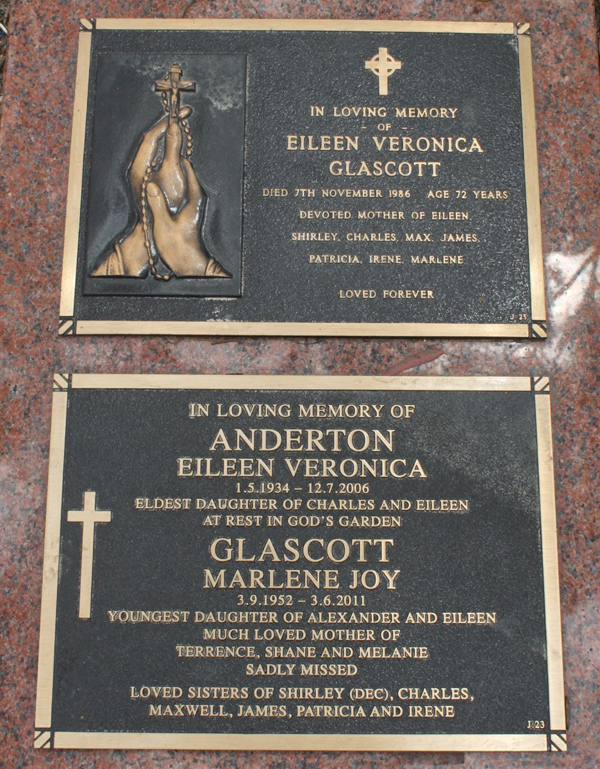 IN LOVING MEMORY
- OF -
EILEEN VERONICA
GLASCOTT
DIED 7TH NOVEMBER 1986 AGE 72 YEARS
DEVOTED MOTHER OF EILEEN,
SHIRLEY, CHARLES, MAX, JAMES,
PATRICIA, IRENE, MARLENE
LOVED FOREVER
J 23
IN LOVING MEMORY OF
ANDERTON
EILEEN VERONICA
1.5.1934 – 12.7.2006
ELDEST DAUGHTER OF CHARLES AND EILEEN
AT REST IN GOD'S GARDEN
GLASCOTT
MARLENE JOY
3.9.1952 – 3.6.2011
YOUNGEST DAUGHTER OF ALEXANDER AND EILEEN
MUCH LOVED MOTHER OF
TERRENCE, SHANE AND MELANIE
SADLY MISSED
LOVED SISTERS OF SHIRLEY (DEC), CHARLES,
MAXWELL, JAMES, PATRICIA AND IRENE
J:23